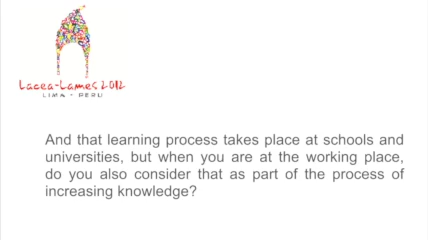 Lacea-Lames 2012
LIMA - PERU
And that learning process takes place at schools and
universities, but when you are at the working place,
do you also consider that as part of the process of
increasing knowledge?